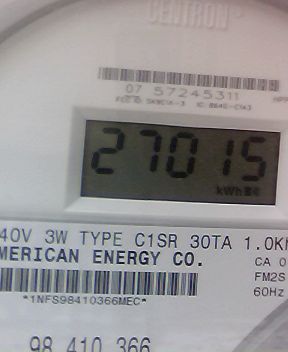 CENTRON
07 57245311
27015
kWh
40V 3W TYPE C1SR 30TA 1.0K
MERICAN ENERGY CO.
CA 0
FM2S
60Hz
*1NFS98410366MEC*
98 410 366